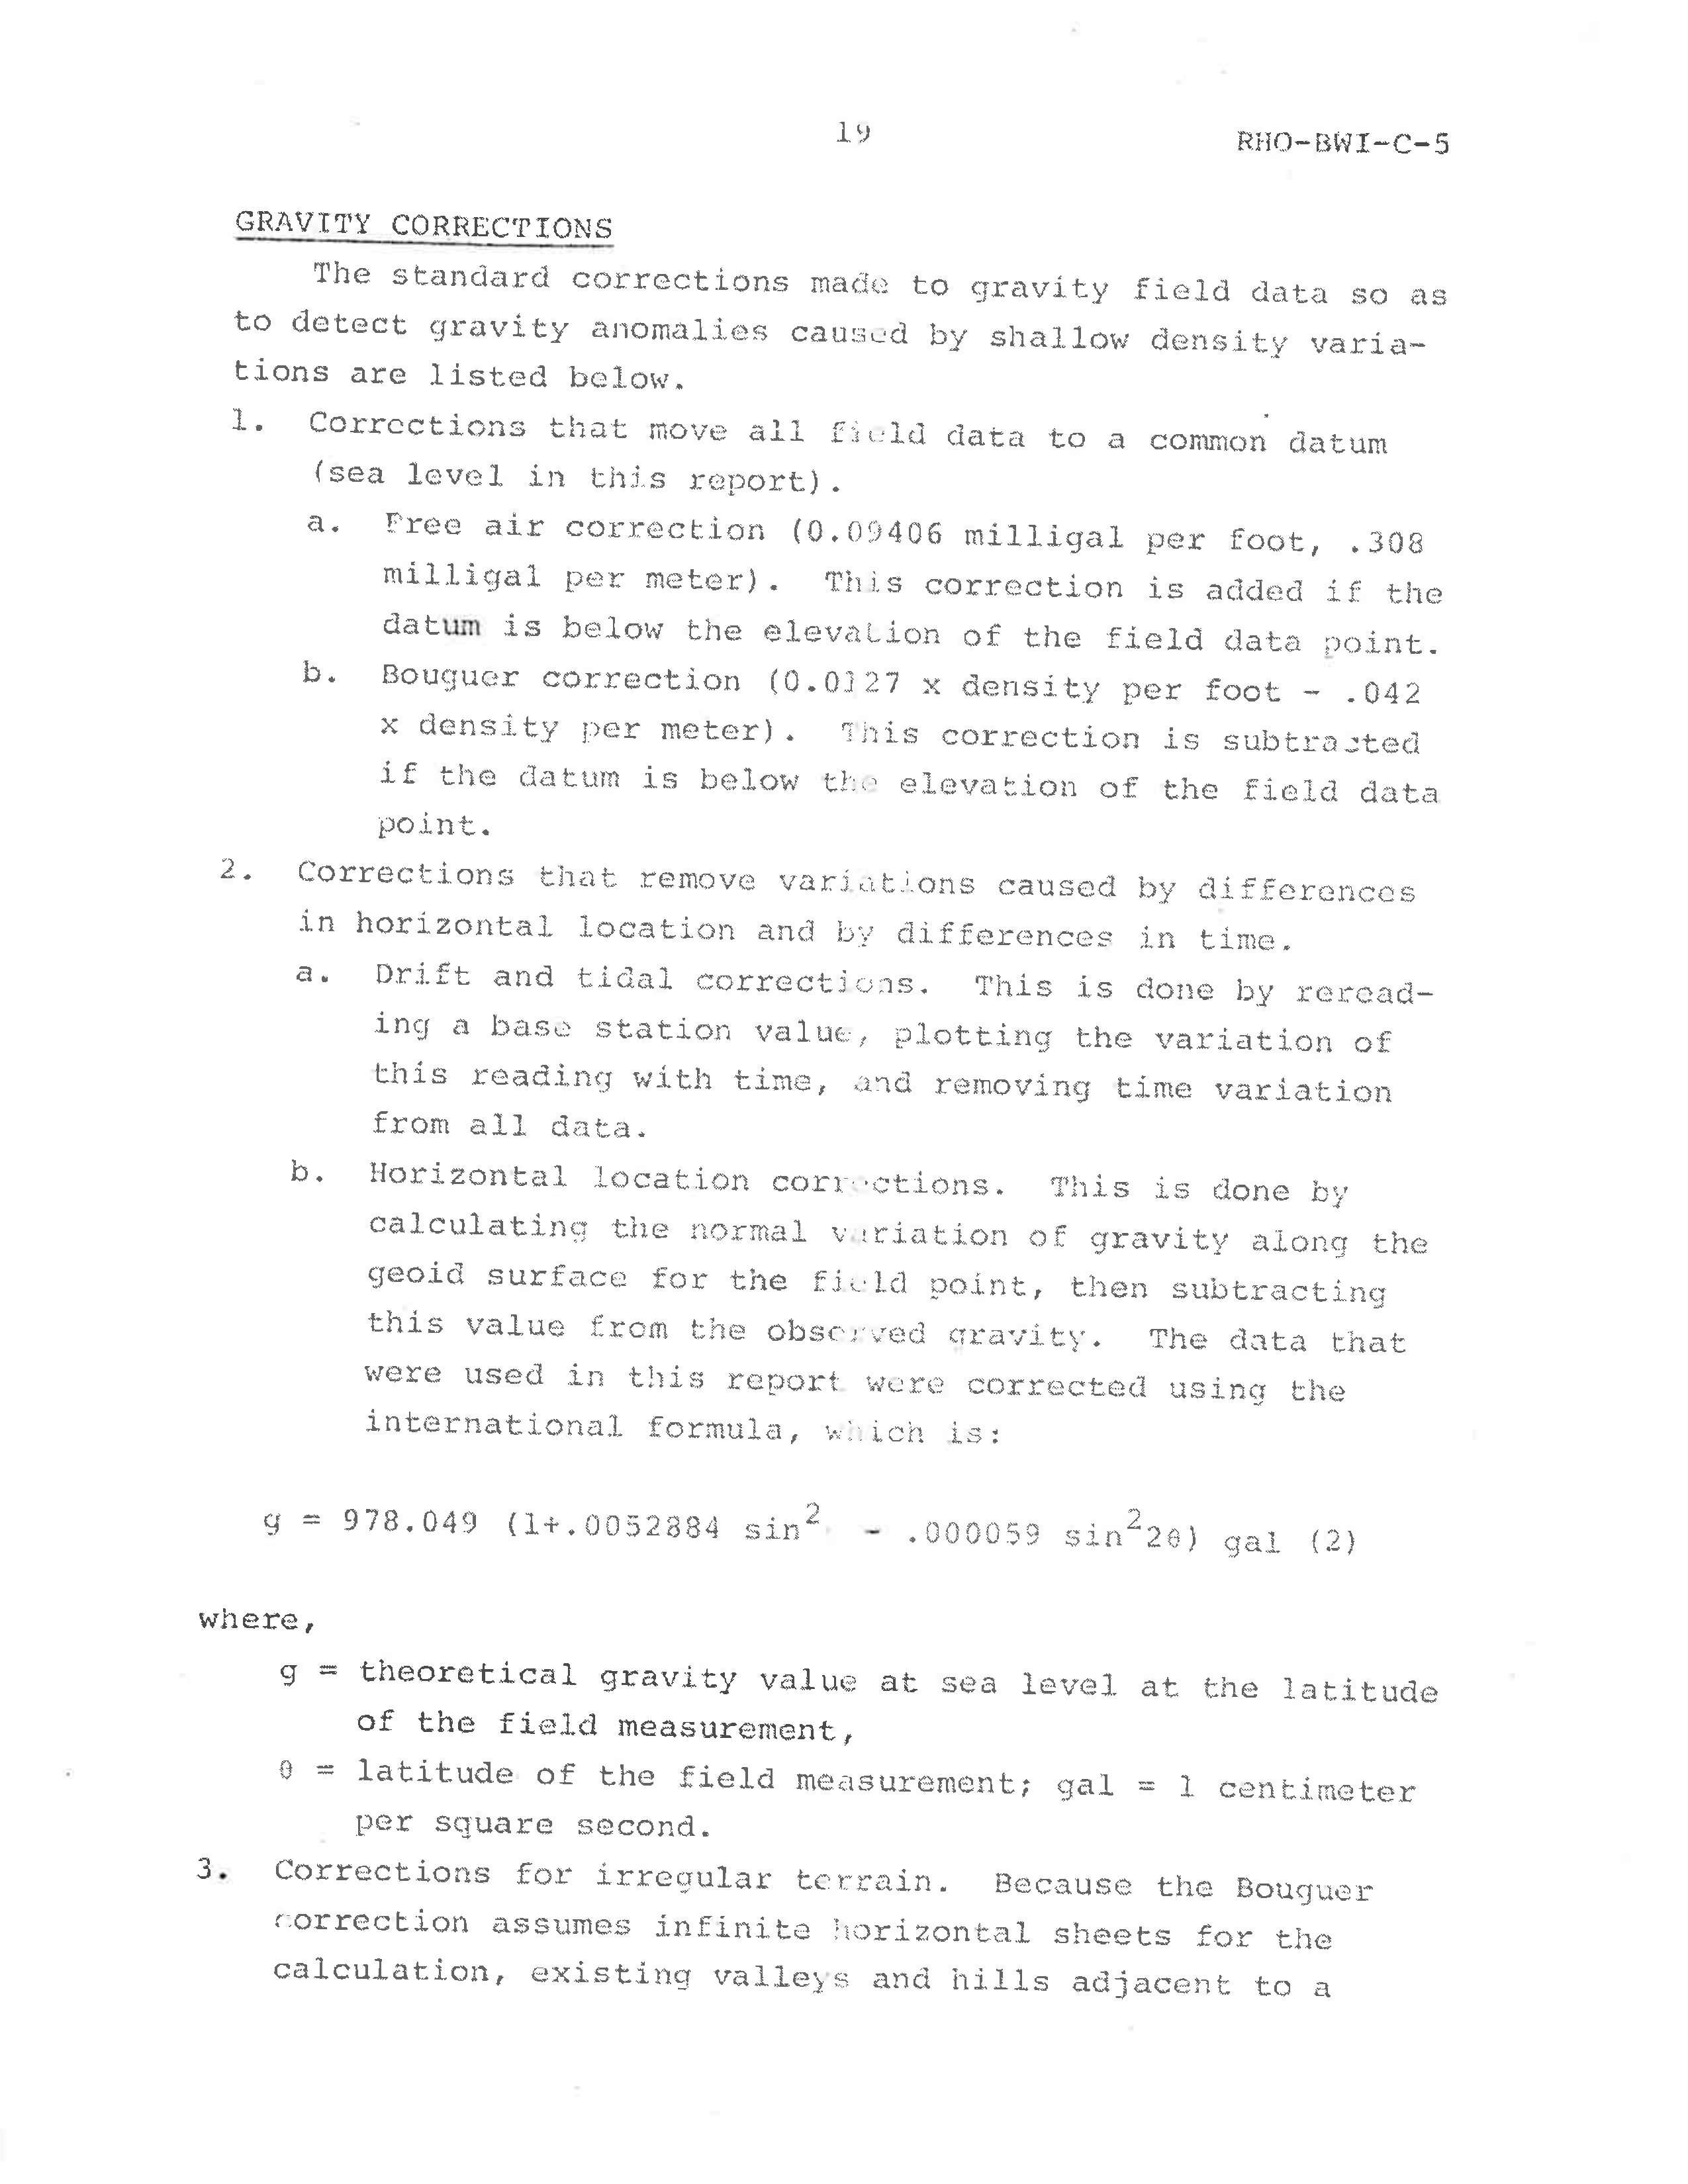 19
RHO-BWI-C-5
GRAVITY CORRECTIONS
The standard corrections made to gravity field data so as
to detect gravity anomalies caused by shallow density varia-
tions are listed below.
1. Corrections that move all field data to a common datum
(sea level in this report).
a. Free air correction (0.09406 milligal per foot, .308
milligal per meter). This correction is added if the
datum is below the elevation of the field data point.
b. Bouguer correction (0.0127 x density per foot - .042
x density per meter). This correction is subtracted
if the datum is below the elevation of the field data
point.
2. Corrections that remove variations caused by differences
in horizontal location and by differences in time.
a. Drift and tidal corrections. This is done by reread-
ing a base station value, plotting the variation of
this reading with time, and removing time variation
from all data.
b. Horizontal location corrections. This is done by
calculating the normal variation of gravity along the
geoid surface for the field point, then subtracting
this value from the observed gravity. The data that
were used in this report were corrected using the
international formula, which is:
g = 978.049 (1+.0052884 sin² - .000059 sin²2θ) gal (2)
where,
g = theoretical gravity value at sea level at the latitude
of the field measurement,
θ = latitude of the field measurement; gal = 1 centimeter
per square second.
3. Corrections for irregular terrain. Because the Bouguer
correction assumes infinite horizontal sheets for the
calculation, existing valleys and hills adjacent to a